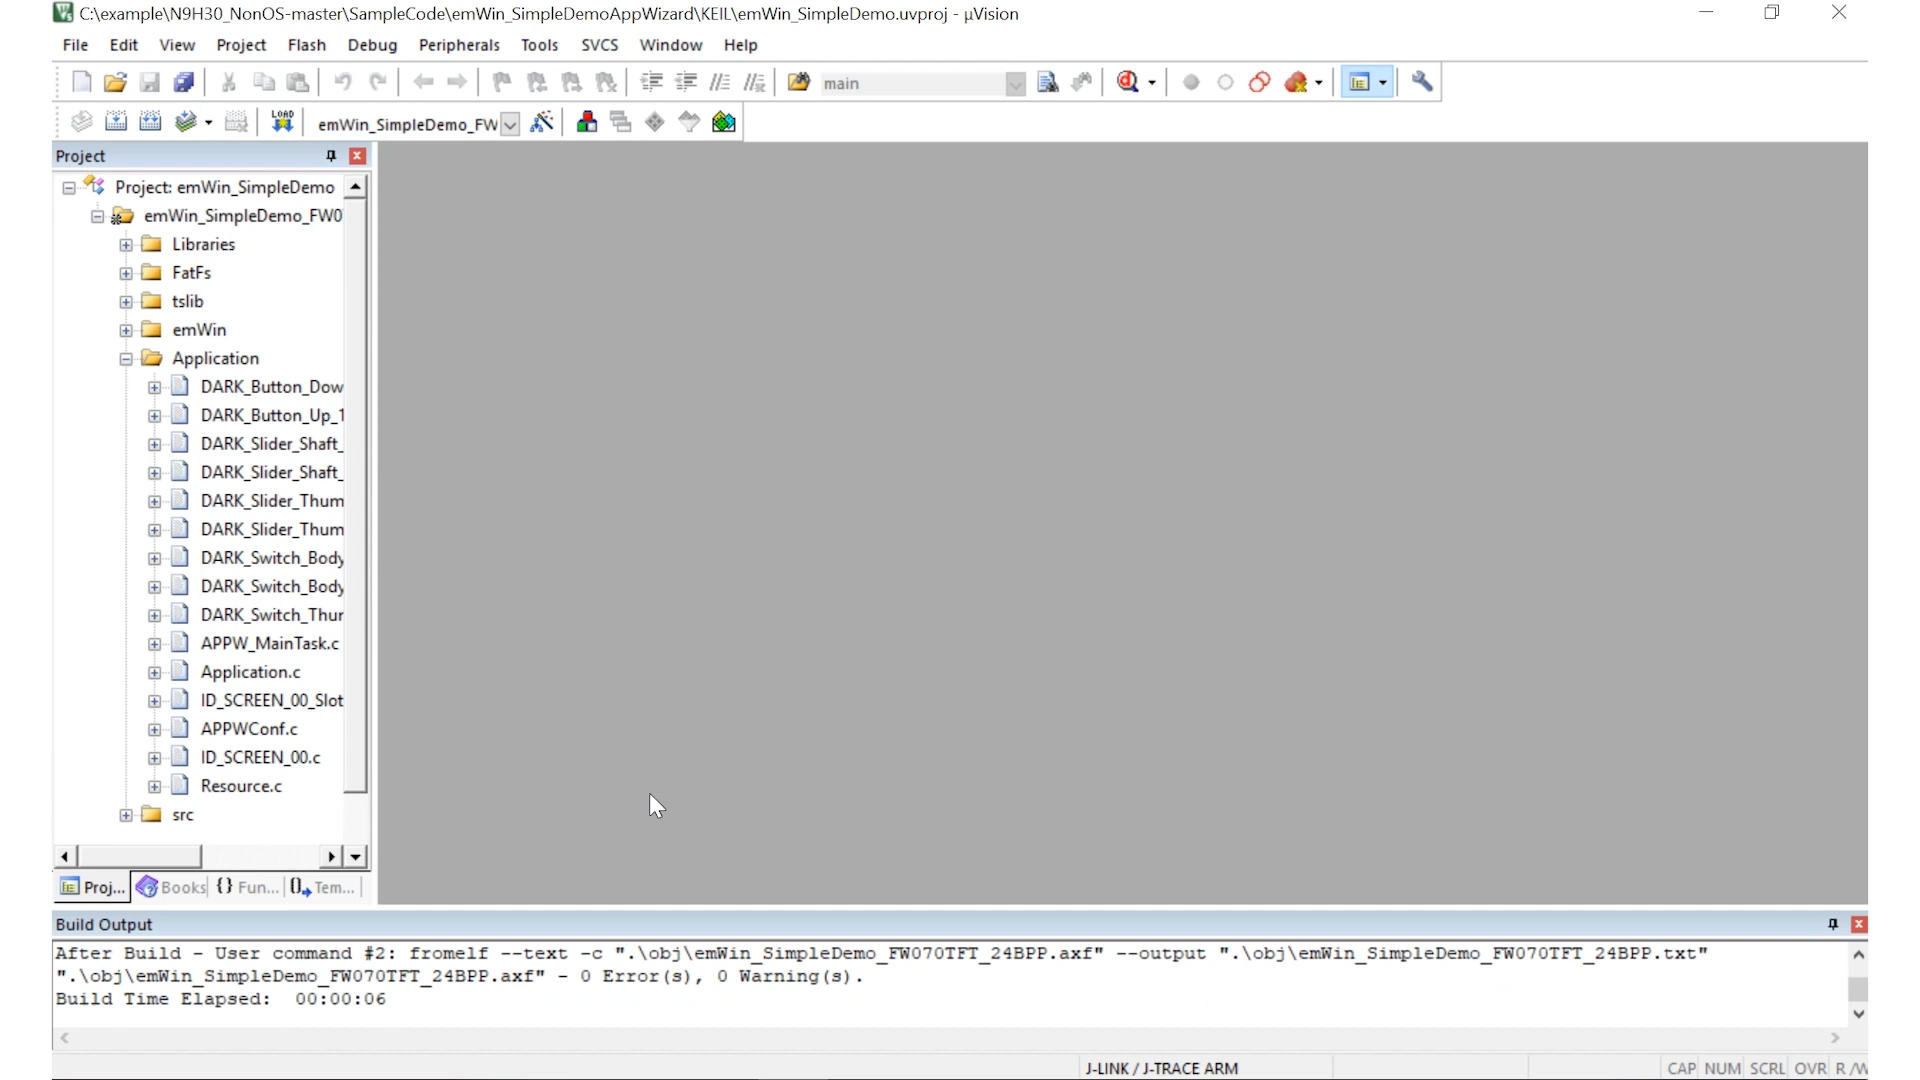 C:\example\N9H30_NonOS-master\SampleCode\emWin_SimpleDemoAppWizard\KEIL\emWin_SimpleDemo.uvproj - µVision
File Edit View Project Flash Debug Peripherals Tools SVCS Window Help
main
LOAD emWin_SimpleDemo_FW
Project
Project: emWin_SimpleDemo
emWin_SimpleDemo_FW0
Libraries
FatFs
tslib
emWin
Application
DARK_Button_Dow
DARK_Button_Up_1
DARK_Slider_Shaft_
DARK_Slider_Shaft_
DARK_Slider_Thum
DARK_Slider_Thum
DARK_Switch_Body
DARK_Switch_Body
DARK_Switch_Thur
APPW_MainTask.c
Application.c
ID_SCREEN_00_Slot
APPWConf.c
ID_SCREEN_00.c
Resource.c
src
Proj... Books {} Fun... Tem...
Build Output
After Build - User command #2: fromelf --text -c ".\obj\emWin_SimpleDemo_FW070TFT_24BPP.axf" --output ".\obj\emWin_SimpleDemo_FW070TFT_24BPP.txt"
".\obj\emWin_SimpleDemo_FW070TFT_24BPP.axf" - 0 Error(s), 0 Warning(s).
Build Time Elapsed:  00:00:06
J-LINK / J-TRACE ARM CAP NUM SCRL OVR R/W